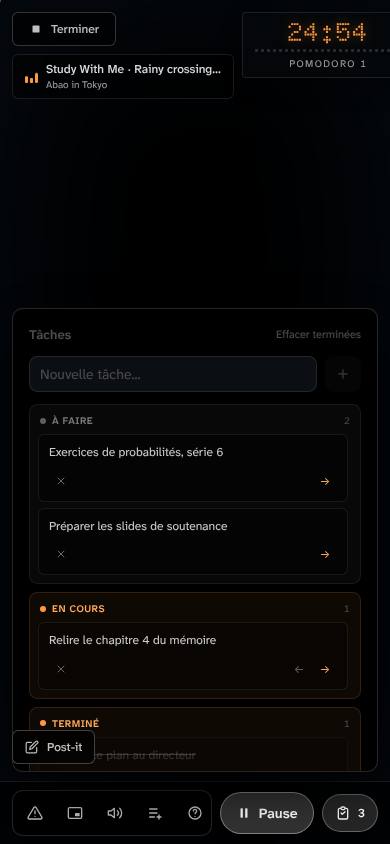 Terminer
24:54
POMODORO 1
Study With Me · Rainy crossing...
Abao in Tokyo
Tâches
Effacer terminées
Nouvelle tâche...
À FAIRE
2
Exercices de probabilités, série 6
Préparer les slides de soutenance
EN COURS
1
Relire le chapitre 4 du mémoire
TERMINÉ
1
le plan au directeur
Post-it
Pause
3